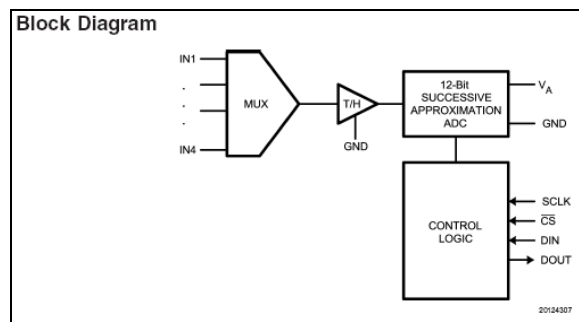 Block Diagram
IN1
.
.
.
IN4
MUX
T/H
GND
12-Bit
SUCCESSIVE
APPROXIMATION
ADC
VA
GND
CONTROL
LOGIC
SCLK
CS
DIN
DOUT
20124307